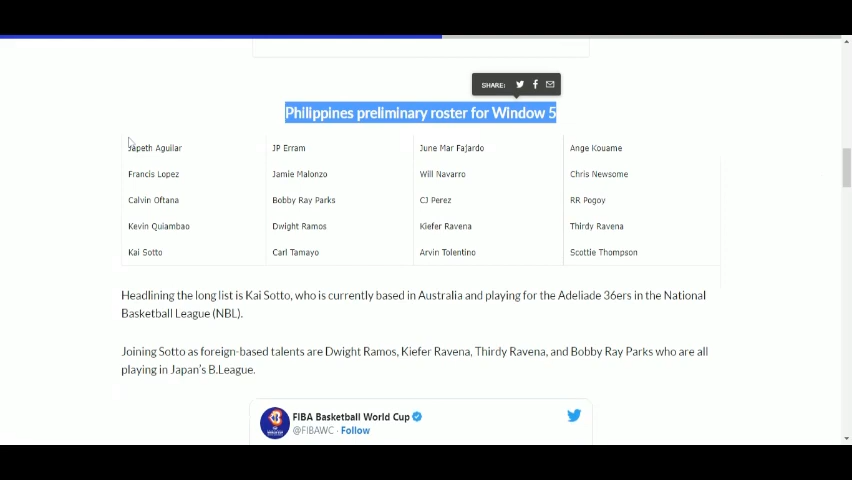 SHARE:
Philippines preliminary roster for Window 5
Japeth Aguilar JP Erram June Mar Fajardo Ange Kouame
Francis Lopez Jamie Malonzo Will Navarro Chris Newsome
Calvin Oftana Bobby Ray Parks CJ Perez RR Pogoy
Kevin Quiambao Dwight Ramos Kiefer Ravena Thirdy Ravena
Kai Sotto Carl Tamayo Arvin Tolentino Scottie Thompson
Headlining the long list is Kai Sotto, who is currently based in Australia and playing for the Adeliade 36ers in the National
Basketball League (NBL).
Joining Sotto as foreign-based talents are Dwight Ramos, Kiefer Ravena, Thirdy Ravena, and Bobby Ray Parks who are all
playing in Japan's B.League.
FIBA Basketball World Cup
@FIBAWC · Follow